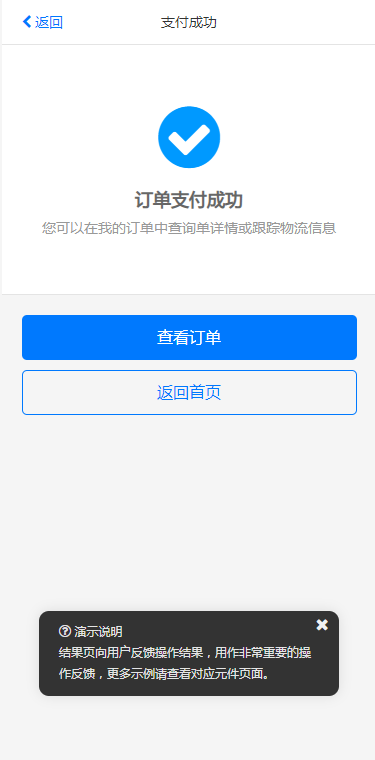 返回
支付成功
订单支付成功
您可以在我的订单中查询单详情或跟踪物流信息
查看订单
返回首页
演示说明
结果页向用户反馈操作结果，用作非常重要的操
作反馈，更多示例请查看对应元件页面。